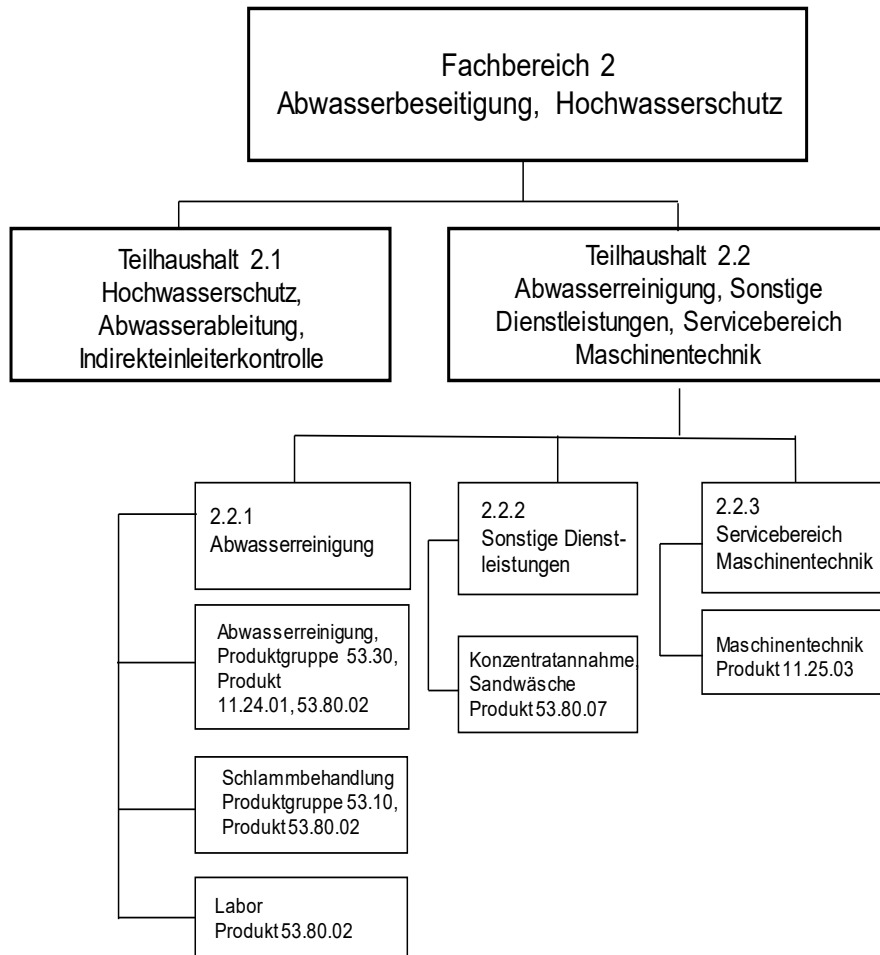 Fachbereich 2
Abwasserbeseitigung, Hochwasserschutz
Teilhaushalt 2.1
Hochwasserschutz,
Abwasserableitung,
Indirekteinleiterkontrolle
Teilhaushalt 2.2
Abwasserreinigung, Sonstige
Dienstleistungen, Servicebereich
Maschinentechnik
2.2.1
Abwasserreinigung
2.2.2
Sonstige Dienst-
leistungen
2.2.3
Servicebereich
Maschinentechnik
Abwasserreinigung,
Produktgruppe 53.30,
Produkt
11.24.01, 53.80.02
Konzentratannahme,
Sandwäsche
Produkt 53.80.07
Maschinentechnik
Produkt 11.25.03
Schlammbehandlung
Produktgruppe 53.10,
Produkt 53.80.02
Labor
Produkt 53.80.02